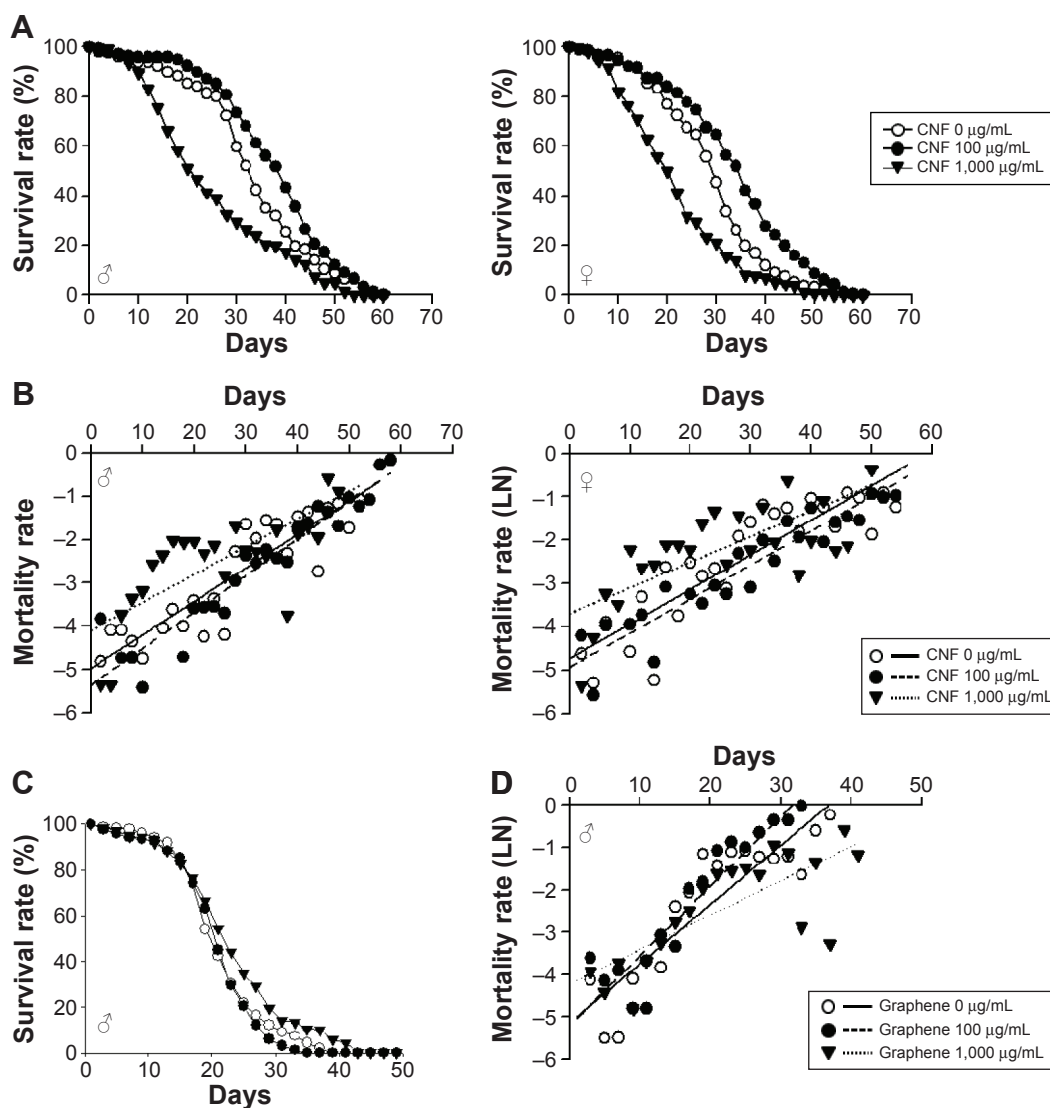 A
Survival rate (%)
100
80
60
40
20
0
♂
0 10 20 30 40 50 60 70
Days
Survival rate (%)
100
80
60
40
20
0
♀
0 10 20 30 40 50 60 70
Days
CNF 0 µg/mL
CNF 100 µg/mL
CNF 1,000 µg/mL
B
Days
0 10 20 30 40 50 60 70
Mortality rate
0
–1
–2
–3
–4
–5
–6
♂
Days
0 10 20 30 40 50 60
Mortality rate (LN)
0
–1
–2
–3
–4
–5
–6
♀
CNF 0 µg/mL
CNF 100 µg/mL
CNF 1,000 µg/mL
C
Survival rate (%)
100
80
60
40
20
0
♂
0 10 20 30 40 50
Days
D
Days
0 10 20 30 40 50
Mortality rate (LN)
0
–1
–2
–3
–4
–5
–6
♂
Graphene 0 µg/mL
Graphene 100 µg/mL
Graphene 1,000 µg/mL